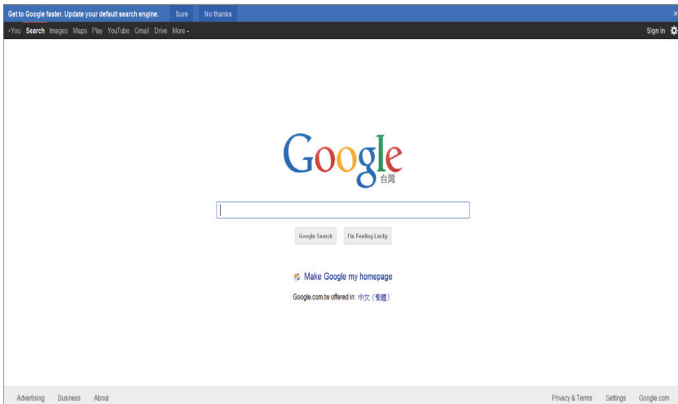 Get to Google faster. Update your default search engine. Sure No thanks ×
+You Search Images Maps Play YouTube Gmail Drive More Sign in
Google
台灣
Google Search I'm Feeling Lucky
Make Google my homepage
Google.com.tw offered in: 中文（繁體）
Advertising Business About Privacy & Terms Settings Google.com